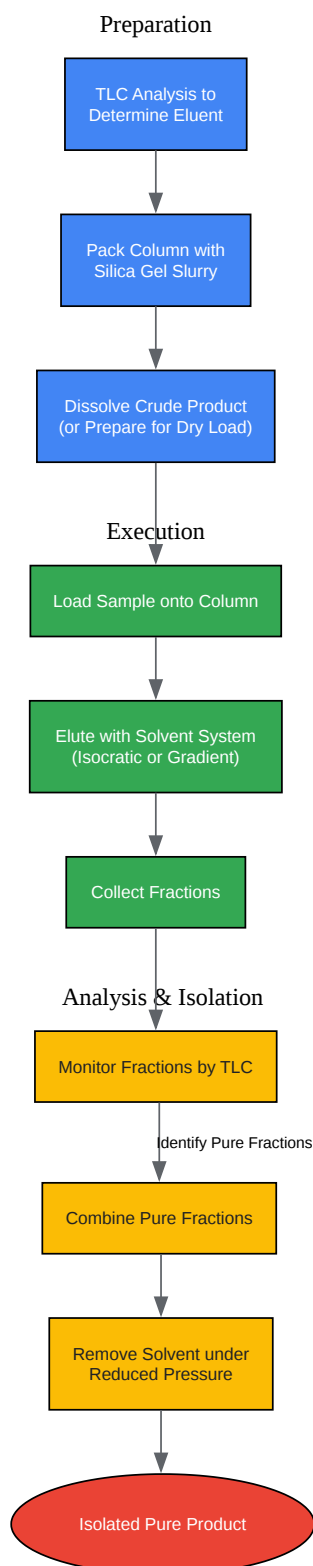 Preparation
TLC Analysis to
Determine Eluent
Pack Column with
Silica Gel Slurry
Dissolve Crude Product
(or Prepare for Dry Load)
Execution
Load Sample onto Column
Elute with Solvent System
(Isocratic or Gradient)
Collect Fractions
Analysis & Isolation
Monitor Fractions by TLC
Identify Pure Fractions
Combine Pure Fractions
Remove Solvent under
Reduced Pressure
Isolated Pure Product